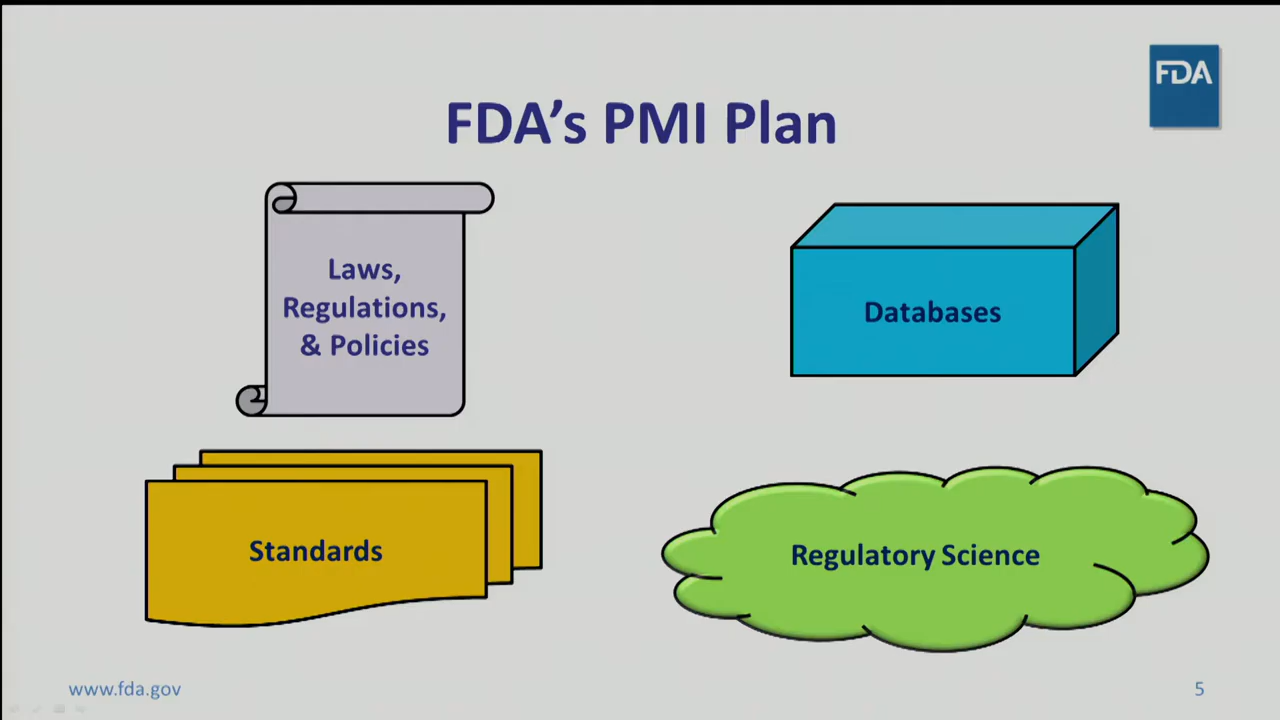 FDA
FDA's PMI Plan
Laws,
Regulations,
& Policies
Databases
Standards
Regulatory Science
www.fda.gov
5